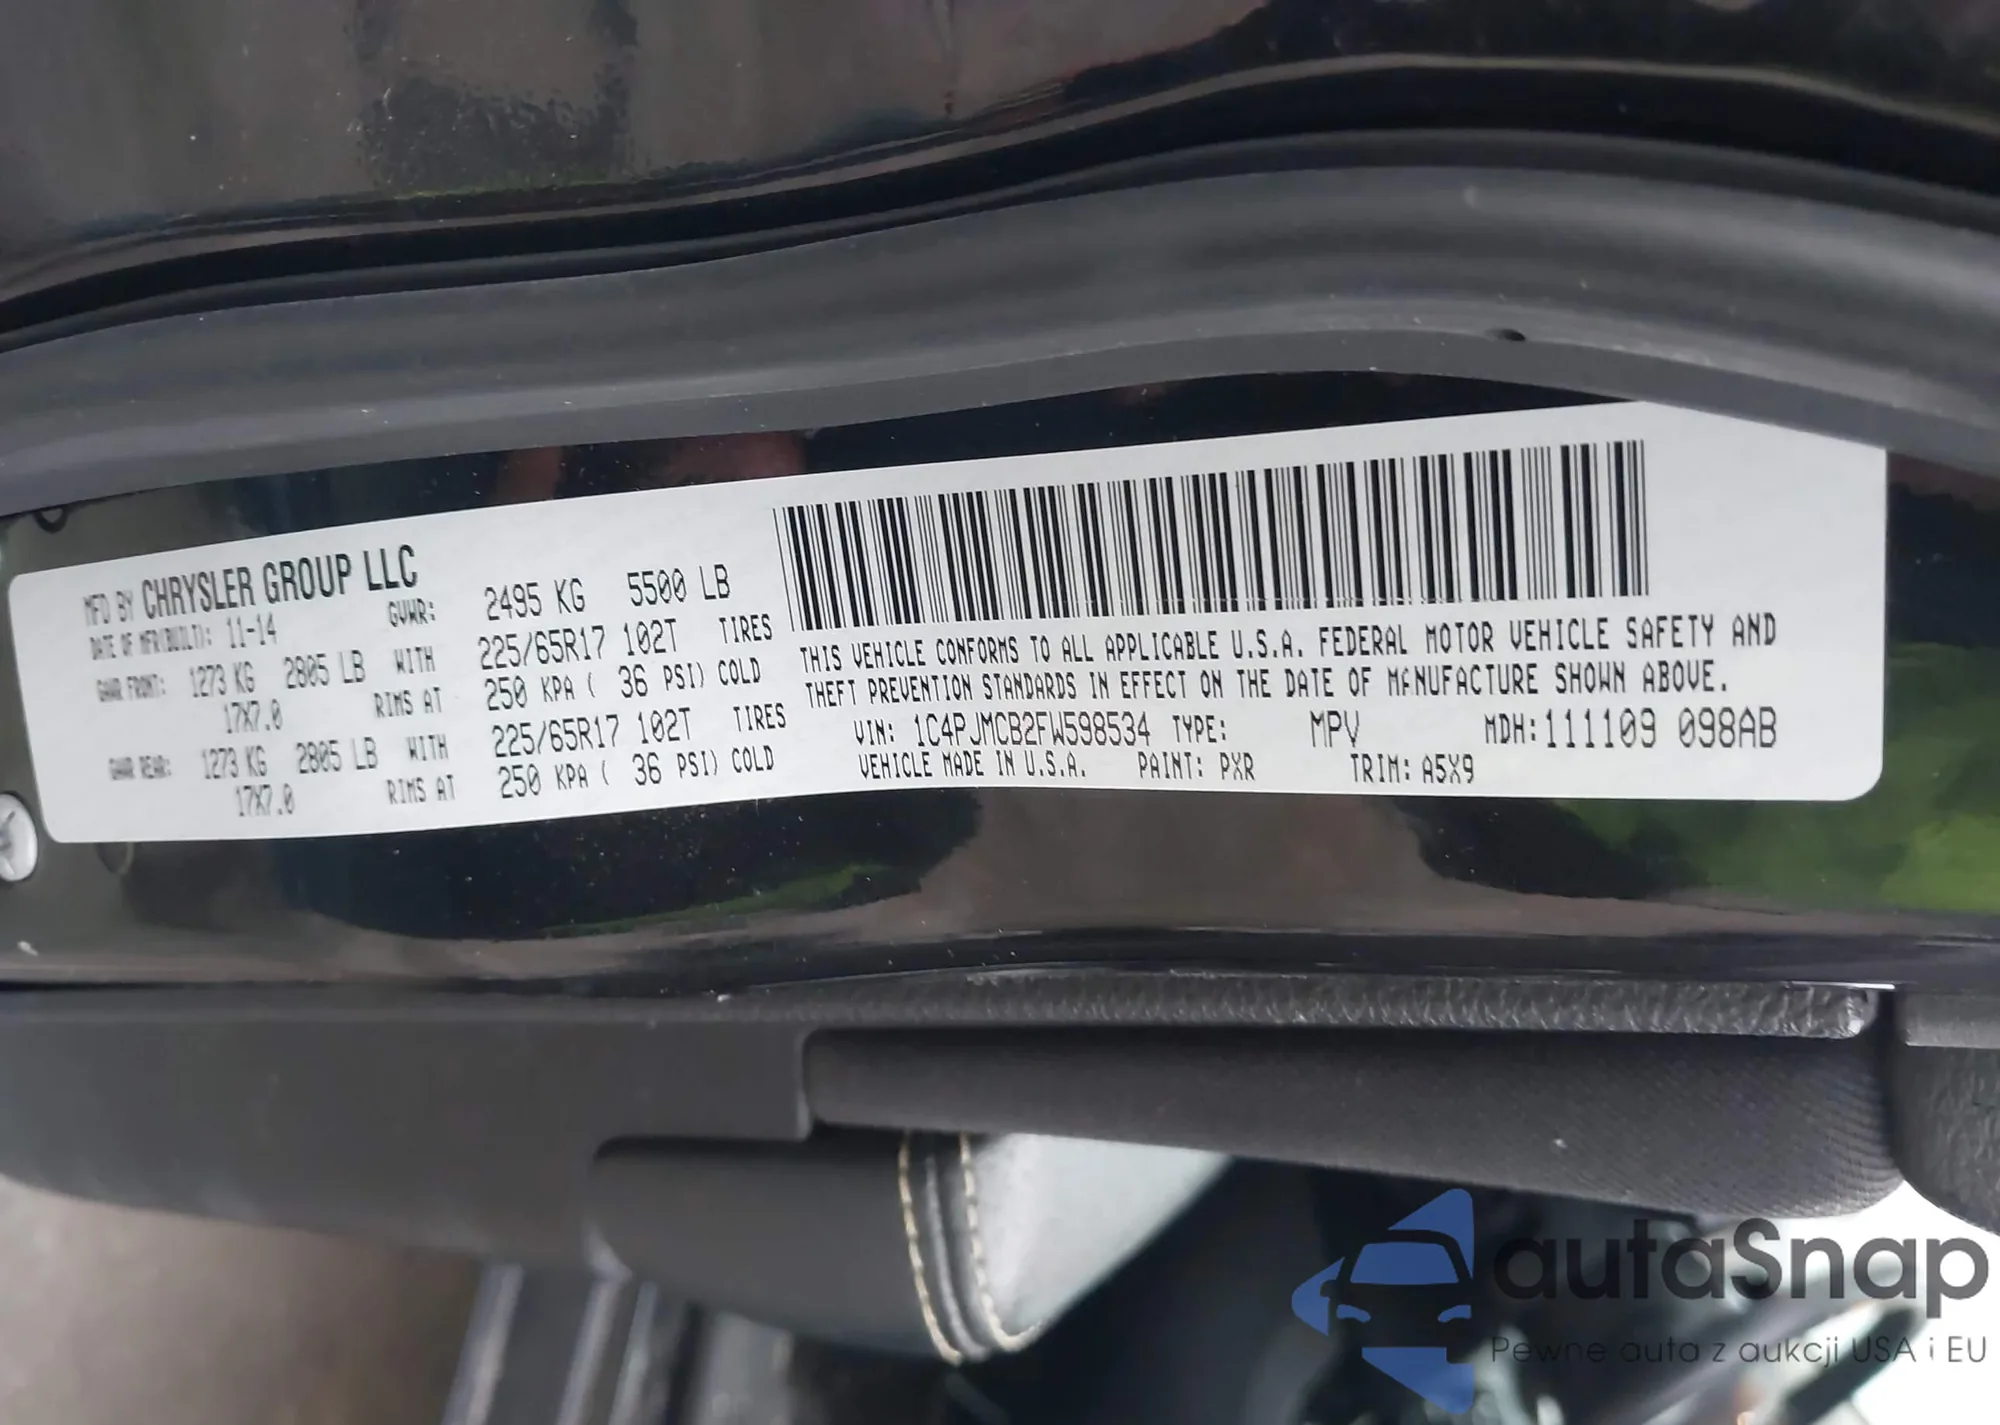 MFD BY CHRYSLER GROUP LLC
DATE OF MFR(BUILT): 11-14 GVWR: 2495 KG 5500 LB
GAWR FRONT: 1273 KG 2805 LB WITH 225/65R17 102T TIRES
17X7.0 RIMS AT 250 KPA ( 36 PSI) COLD
GAWR REAR: 1273 KG 2805 LB WITH 225/65R17 102T TIRES
17X7.0 RIMS AT 250 KPA ( 36 PSI) COLD
THIS VEHICLE CONFORMS TO ALL APPLICABLE U.S.A. FEDERAL MOTOR VEHICLE SAFETY AND
THEFT PREVENTION STANDARDS IN EFFECT ON THE DATE OF MANUFACTURE SHOWN ABOVE.
VIN: 1C4PJMCB2FW598534 TYPE: MPV MDH: 111109 098AB
VEHICLE MADE IN U.S.A. PAINT: PXR TRIM: A5X9
autaSnap
Pewne auta z aukcji USA i EU